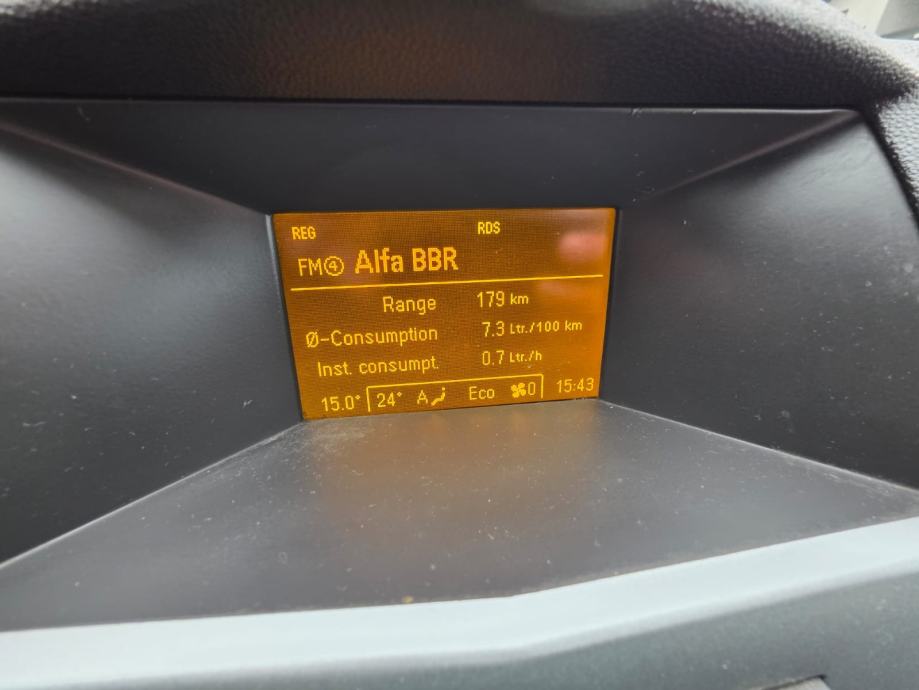 REG RDS
FM④ Alfa BBR
Range 179 km
Ø-Consumption 7.3 Ltr./100 km
Inst. consumpt. 0.7 Ltr./h
15.0° 24° A Eco 0 15:43